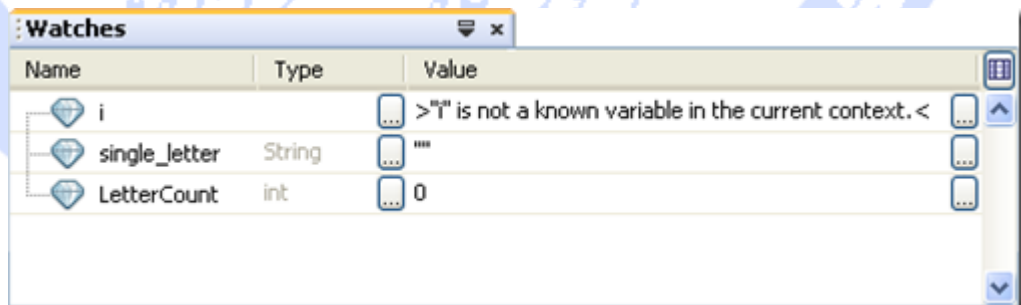 Watches
Name Type Value
i ... >"i" is not a known variable in the current context.< ...
single_letter String ... "" ...
LetterCount int ... 0 ...